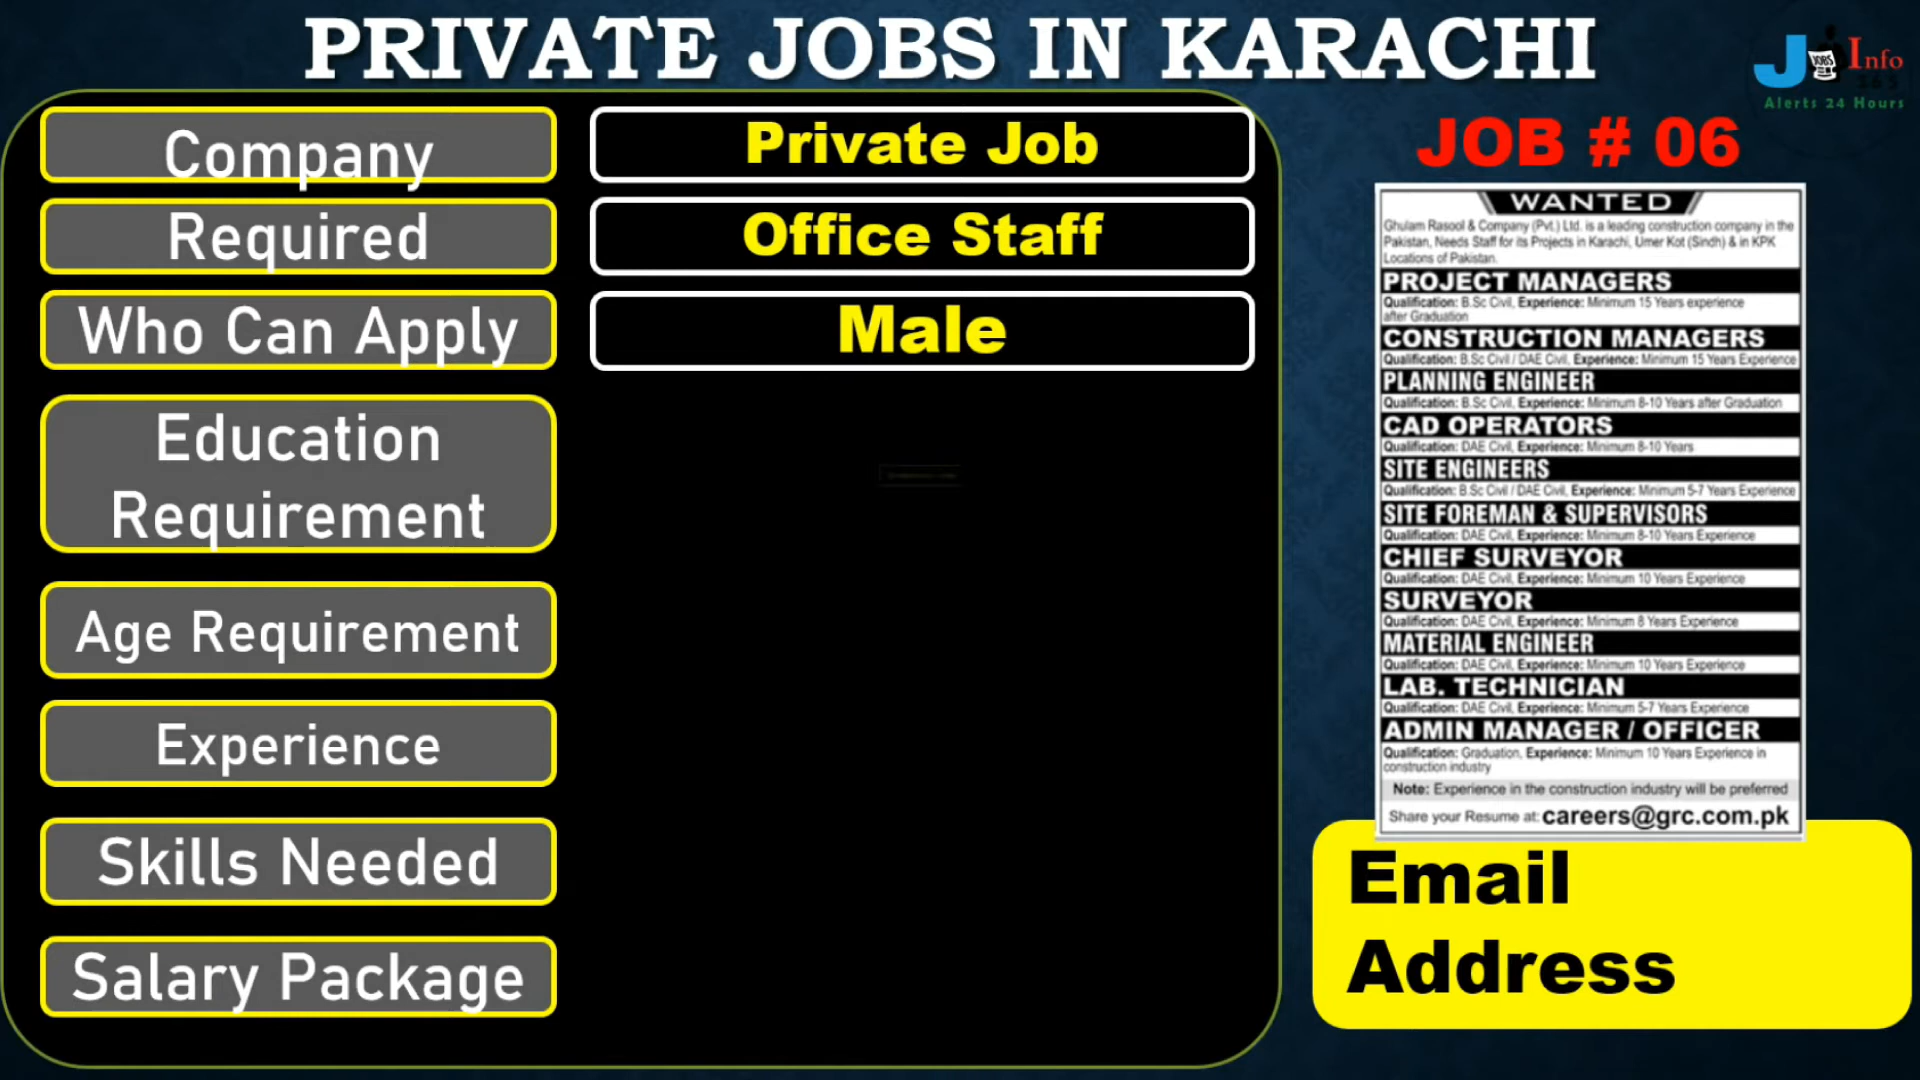 PRIVATE JOBS IN KARACHI
J JOBS Info
365
Alerts 24 Hours
Company
Private Job
Required
Office Staff
Who Can Apply
Male
Education
Requirement
Age Requirement
Experience
Skills Needed
Salary Package
JOB # 06
WANTED
Ghulam Rasool & Company (Pvt.) Ltd. is a leading construction company in the
Pakistan, Needs Staff for its Projects in Karachi, Umer Kot (Sindh) & in KPK
Locations of Pakistan.
PROJECT MANAGERS
Qualification: B.Sc Civil, Experience: Minimum 15 Years experience
after Graduation
CONSTRUCTION MANAGERS
Qualification: B.Sc Civil / DAE Civil, Experience: Minimum 15 Years Experience
PLANNING ENGINEER
Qualification: B.Sc Civil, Experience: Minimum 8-10 Years after Graduation
CAD OPERATORS
Qualification: DAE Civil, Experience: Minimum 8-10 Years
SITE ENGINEERS
Qualification: B.Sc Civil / DAE Civil, Experience: Minimum 5-7 Years Experience
SITE FOREMAN & SUPERVISORS
Qualification: DAE Civil, Experience: Minimum 8-10 Years Experience
CHIEF SURVEYOR
Qualification: DAE Civil, Experience: Minimum 10 Years Experience
SURVEYOR
Qualification: DAE Civil, Experience: Minimum 8 Years Experience
MATERIAL ENGINEER
Qualification: DAE Civil, Experience: Minimum 10 Years Experience
LAB. TECHNICIAN
Qualification: DAE Civil, Experience: Minimum 5-7 Years Experience
ADMIN MANAGER / OFFICER
Qualification: Graduation, Experience: Minimum 10 Years Experience in
construction industry
Note: Experience in the construction industry will be preferred
Share your Resume at: careers@grc.com.pk
Email
Address